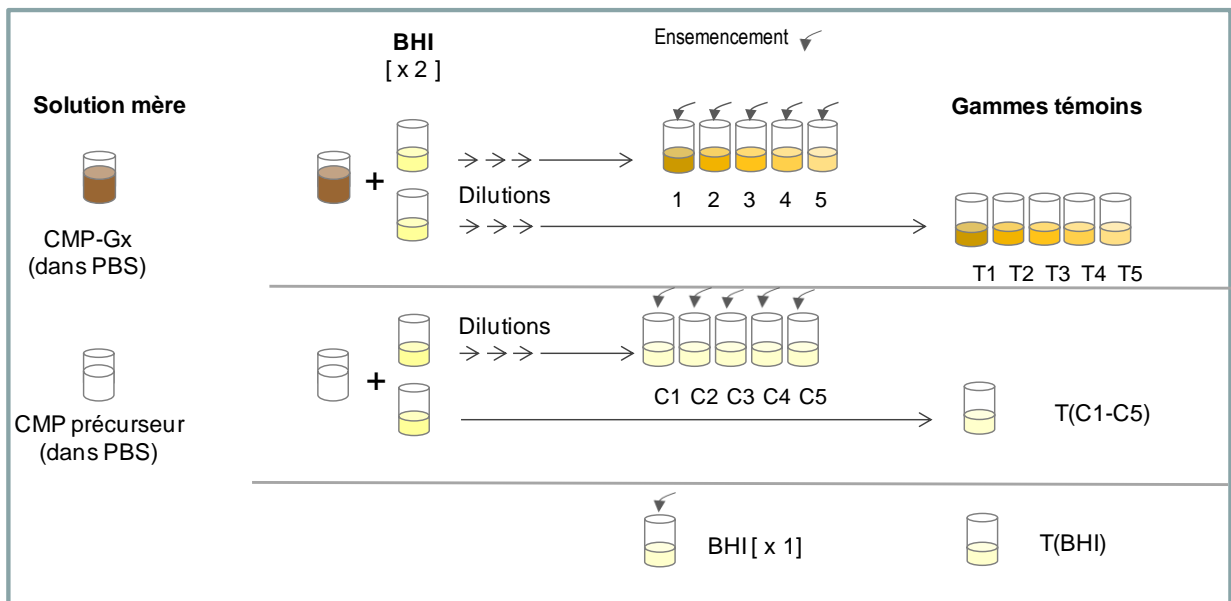 Ensemencement
BHI
[ x 2 ]
Solution mère
Gammes témoins
+
Dilutions
1 2 3 4 5
CMP-Gx
(dans PBS)
T1 T2 T3 T4 T5
Dilutions
+
C1 C2 C3 C4 C5
CMP précurseur
(dans PBS)
T(C1-C5)
BHI [ x 1]
T(BHI)